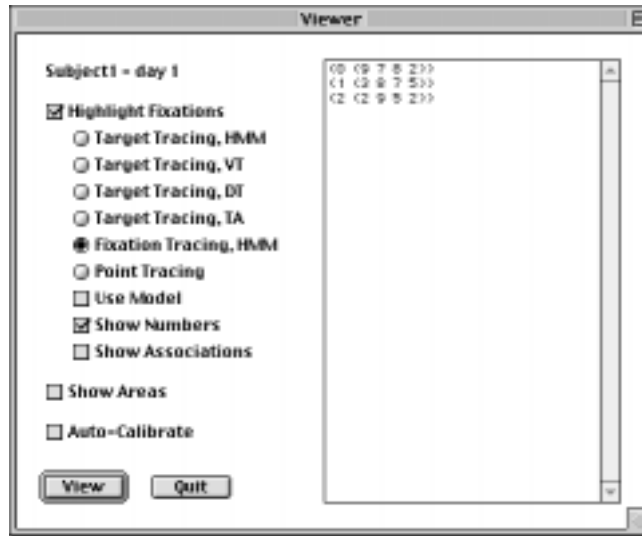 Viewer
Subject1 - day 1
Highlight Fixations
Target Tracing, HMM
Target Tracing, VT
Target Tracing, DT
Target Tracing, TA
Fixation Tracing, HMM
Point Tracing
Use Model
Show Numbers
Show Associations
Show Areas
Auto-Calibrate
View
Quit
(0 (9 7 8 2))
(1 (3 8 7 5))
(2 (2 9 5 2))